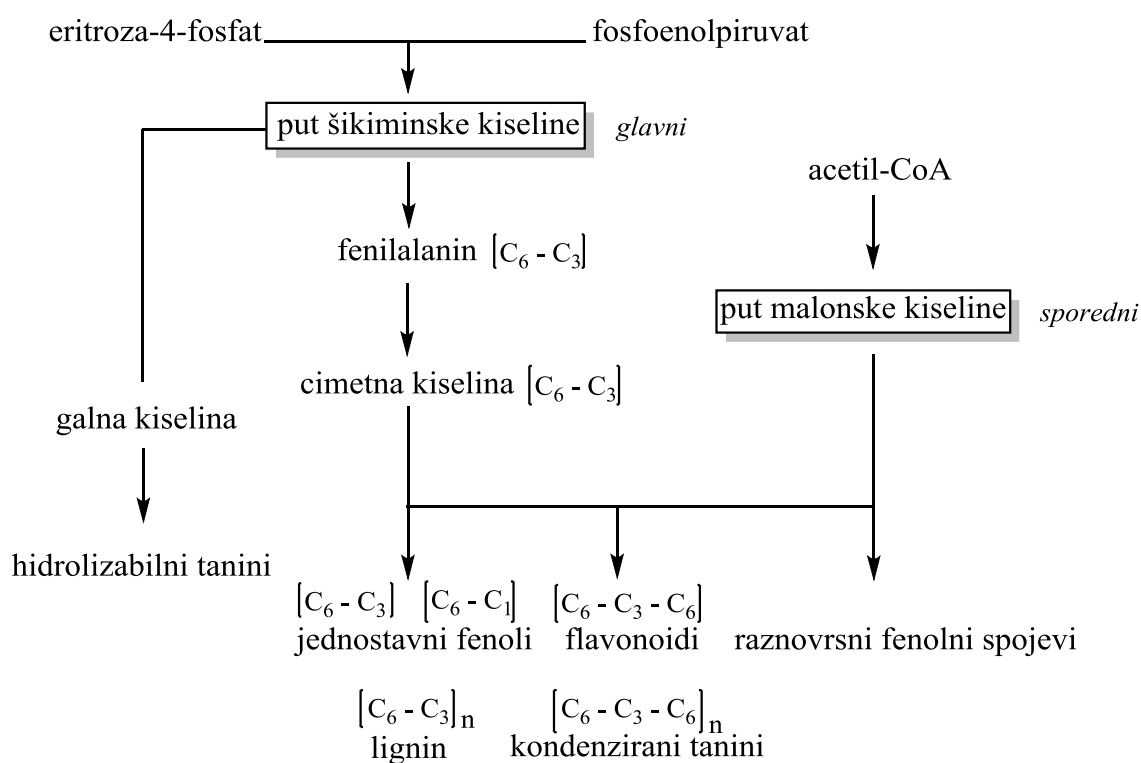 eritroza-4-fosfat fosfoenolpiruvat
put šikiminske kiseline glavni
acetil-CoA
fenilalanin [C₆ - C₃]
put malonske kiseline sporedni
cimetna kiselina [C₆ - C₃]
galna kiselina
hidrolizabilni tanini
[C₆ - C₃] [C₆ - C₁] [C₆ - C₃ - C₆]
jednostavni fenoli flavonoidi raznovrsni fenolni spojevi
[C₆ - C₃]n [C₆ - C₃ - C₆]n
lignin kondenzirani tanini